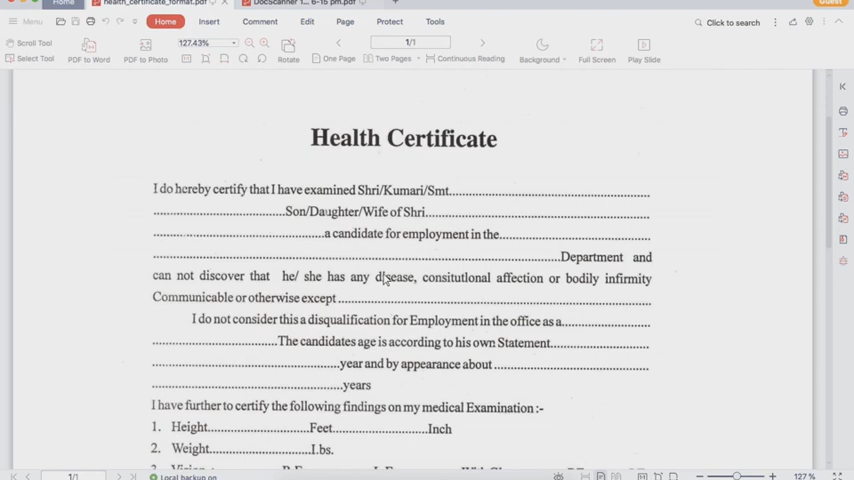 Home health_certificate_format.pdf DocScanner 1... 6-15 pm.pdf Guest
Menu Home Insert Comment Edit Page Protect Tools Click to search
Scroll Tool 127.43% 1/1
Select Tool PDF to Word PDF to Photo Rotate One Page Two Pages Continuous Reading Background Full Screen Play Slide
Health Certificate
I do hereby certify that I have examined Shri/Kumari/Smt..................................................
.................................Son/Daughter/Wife of Shri.........................................................
...........................................a candidate for employment in the......................................
.......................................................................................................Department and
can not discover that he/ she has any disease, consitutlonal affection or bodily infirmity
Communicable or otherwise except ...............................................................................
I do not consider this a disqualification for Employment in the office as a......................
...............................The candidates age is according to his own Statement.........................
...............................................year and by appearance about .......................................
................................................years
I have further to certify the following findings on my medical Examination :-
1. Height..........................Feet........................Inch
2. Weight..........................I.bs.
3. Vision
1/1 Local backup on 127 %